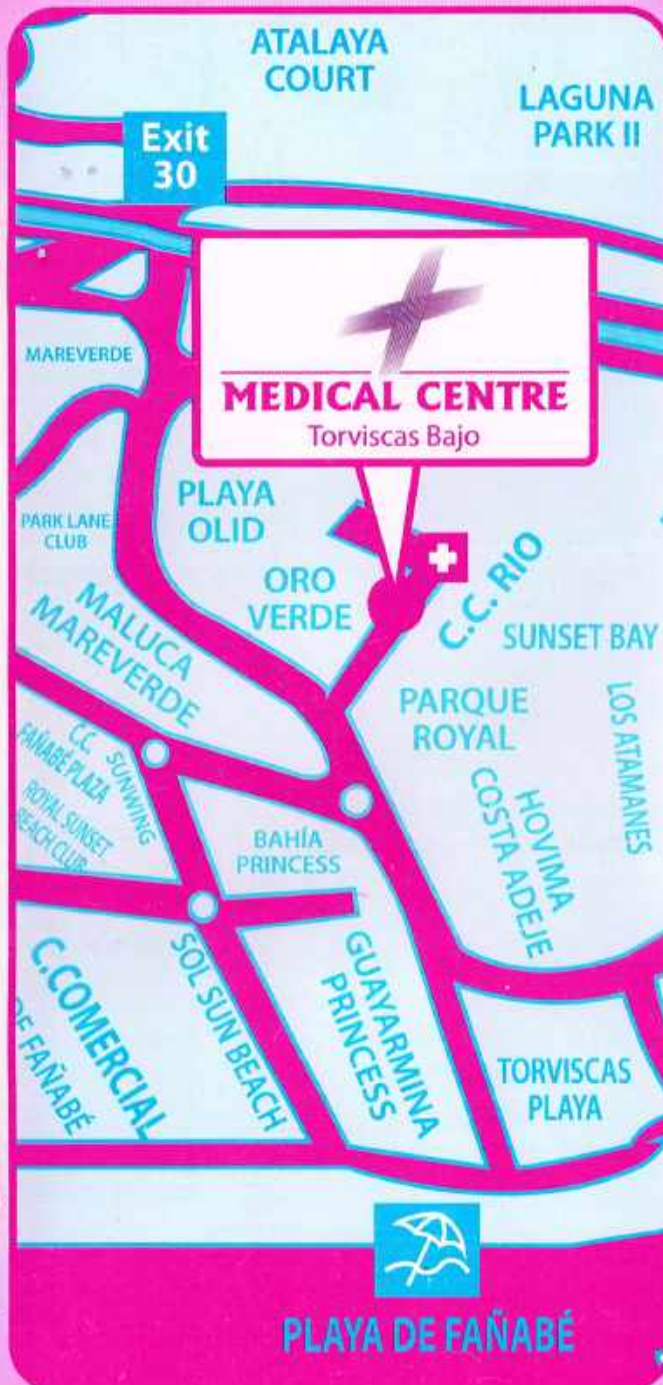 ATALAYA
COURT
LAGUNA
PARK II
Exit
30
MEDICAL CENTRE
Torviscas Bajo
MAREVERDE
PLAYA
OLID
PARK LANE
CLUB
ORO
VERDE
C.C. RIO
SUNSET BAY
MALUCA
MAREVERDE
PARQUE
ROYAL
LOS ATAMANES
HOVIMA
COSTA ADEJE
C.C.
FAÑABÉ PLAZA
SUNWING
ROYAL SUNSET
BEACH CLUB
BAHÍA
PRINCESS
GUAYARMINA
PRINCESS
SOL SUN BEACH
C.COMERCIAL
DE FAÑABÉ
TORVISCAS
PLAYA
PLAYA DE FAÑABÉ